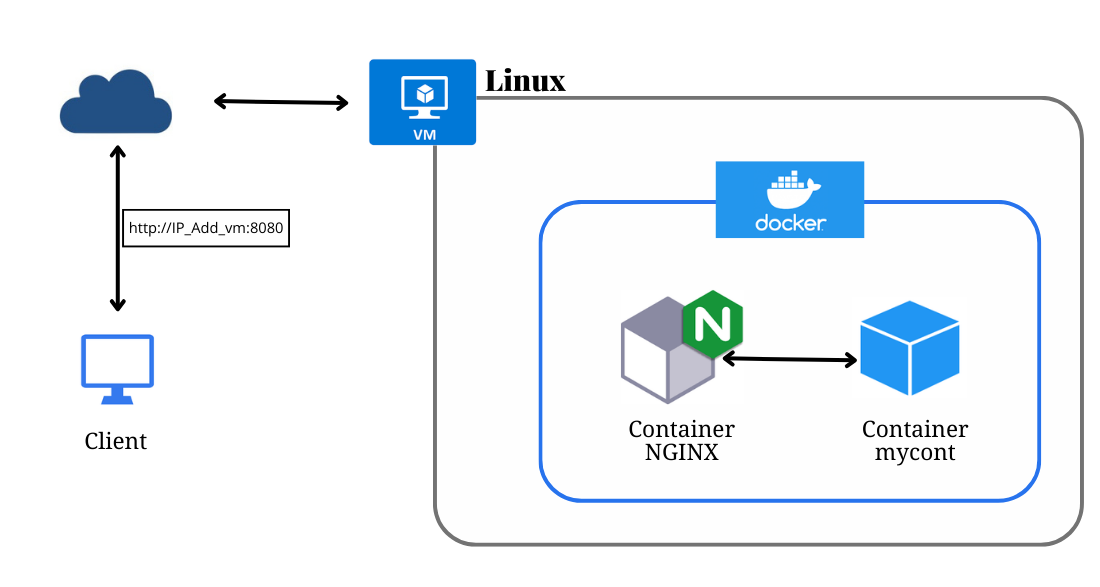 Linux
VM
docker
http://IP_Add_vm:8080
N
Client
Container
NGINX
Container
mycont